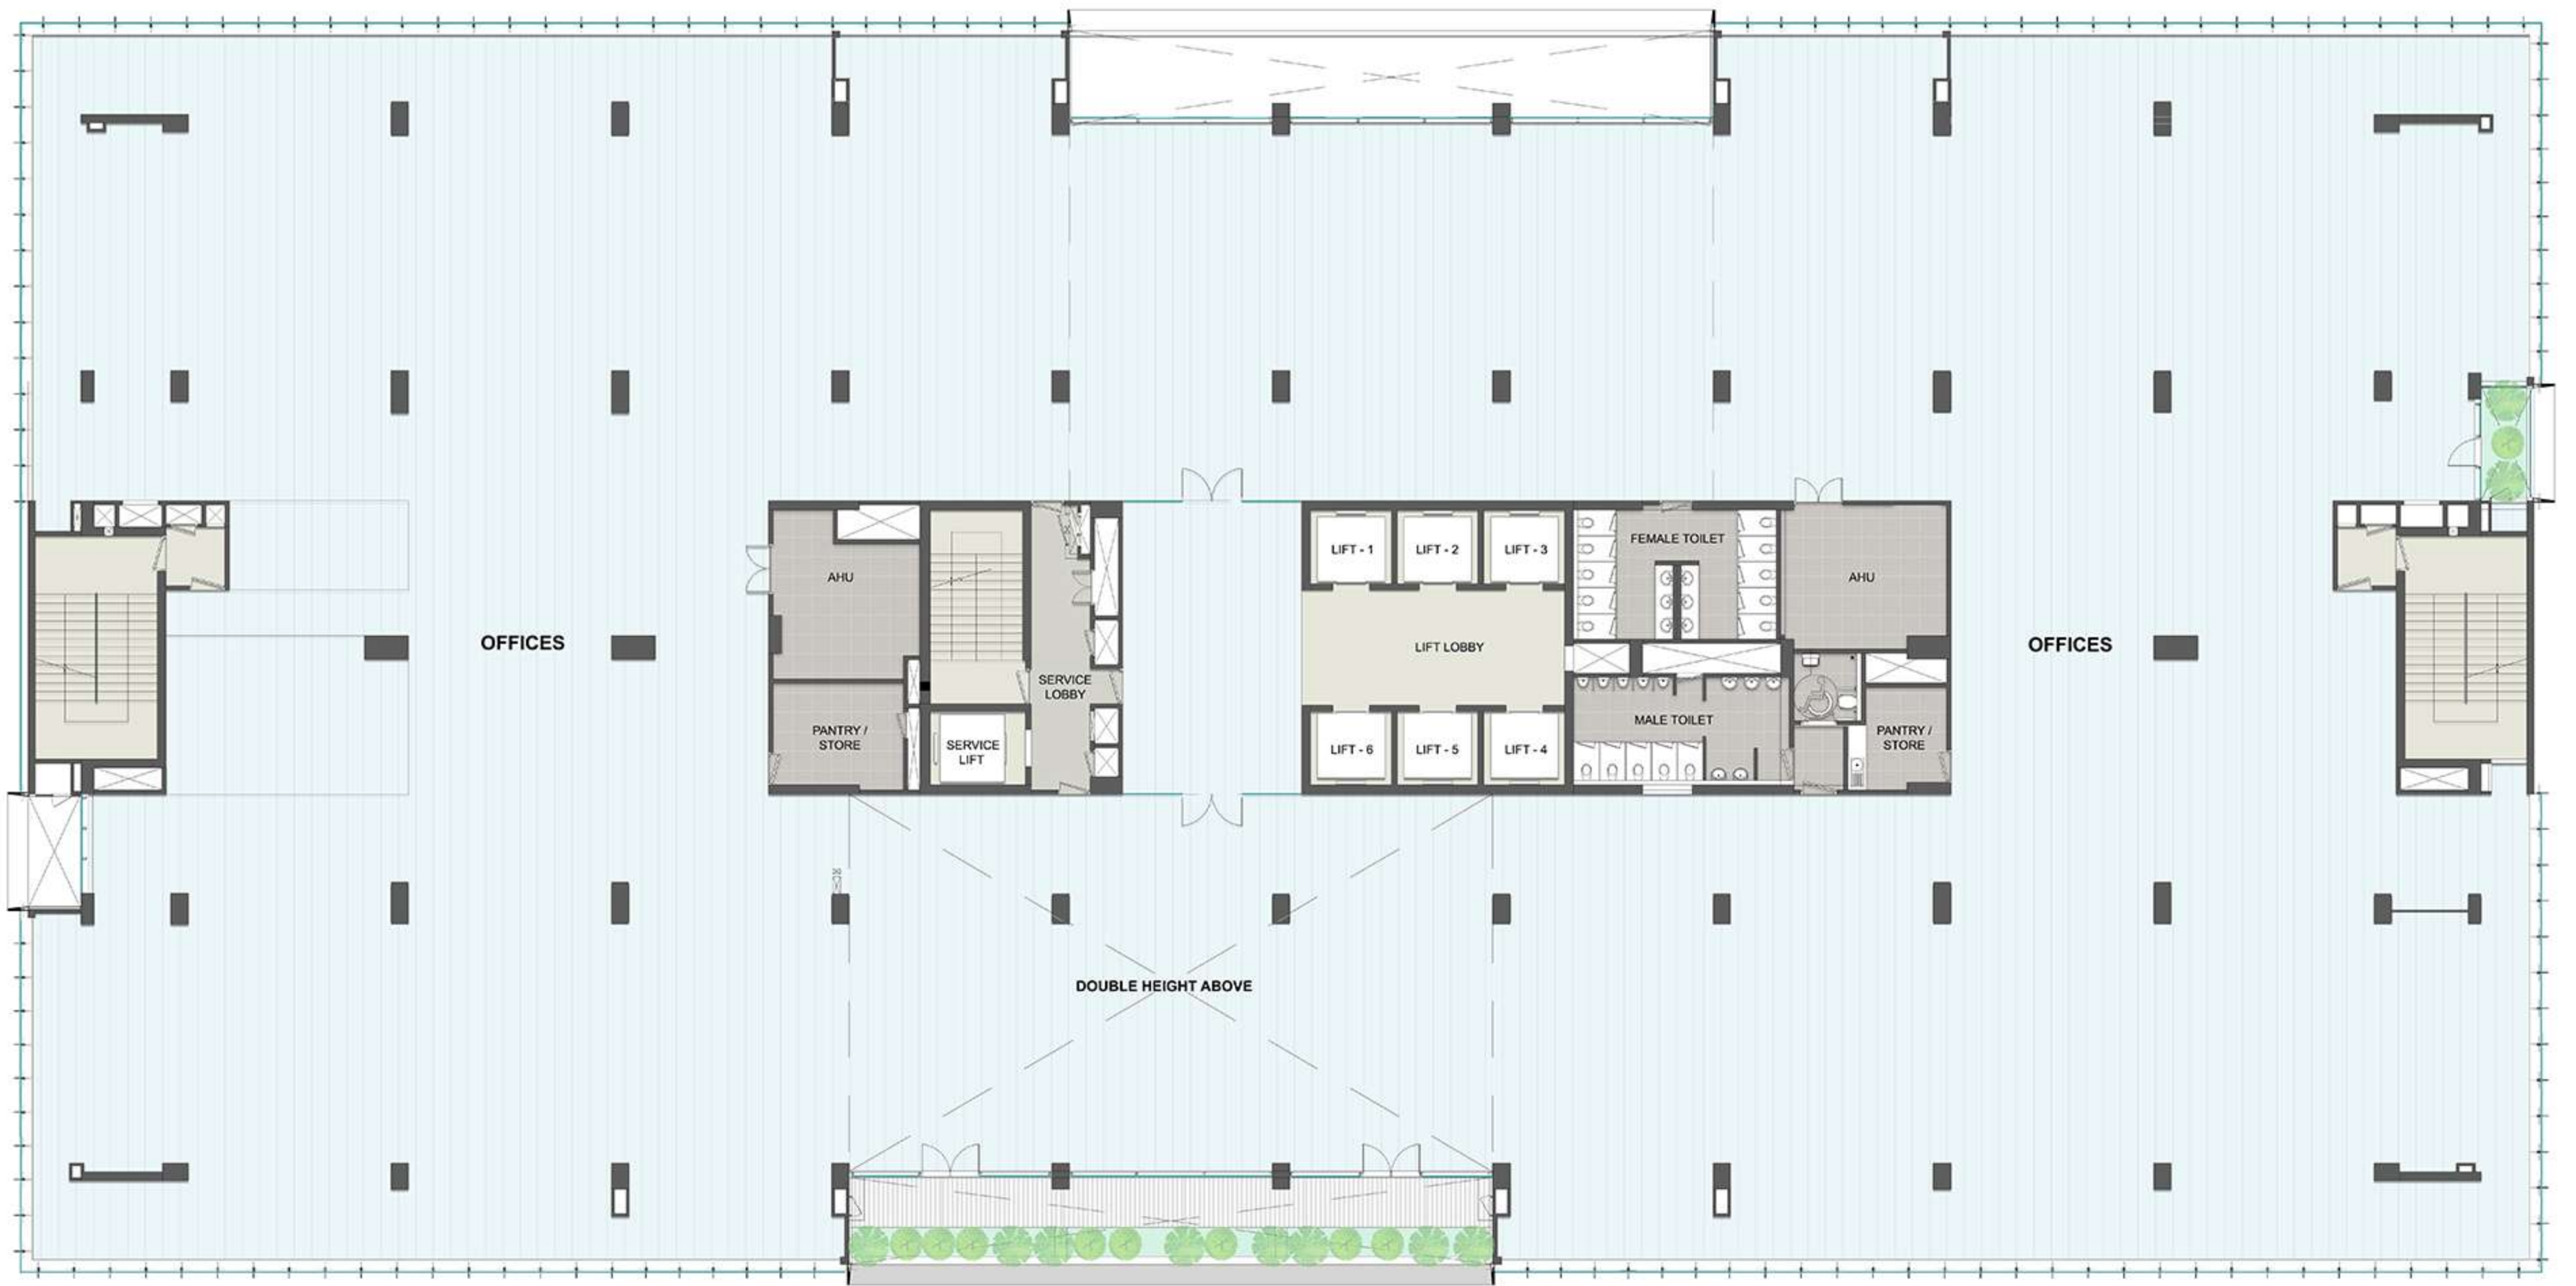 LIFT - 1
LIFT - 2
LIFT - 3
FEMALE TOILET
AHU
AHU
OFFICES
LIFT LOBBY
OFFICES
SERVICE
LOBBY
PANTRY /
STORE
SERVICE
LIFT
LIFT - 6
LIFT - 5
LIFT - 4
MALE TOILET
PANTRY /
STORE
DOUBLE HEIGHT ABOVE